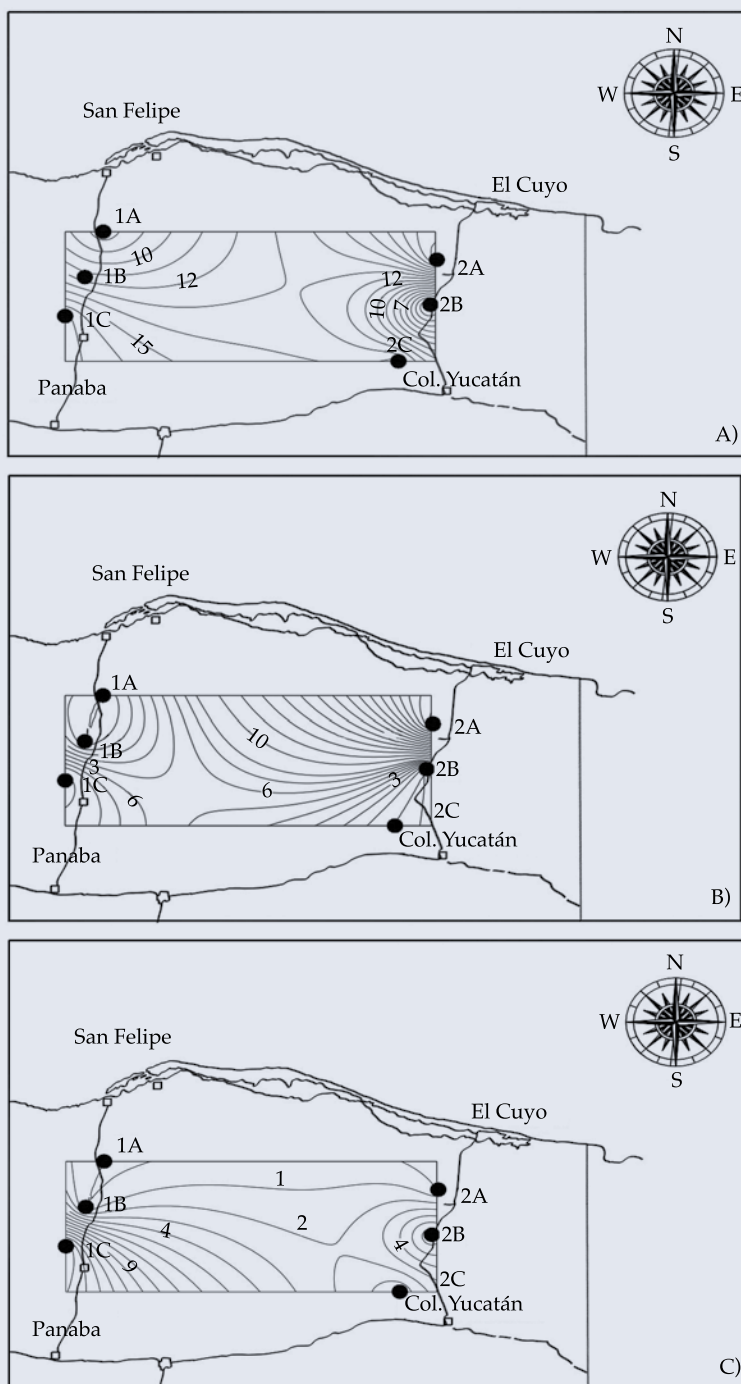 N
W E
S
San Felipe
El Cuyo
1A
10
1B
12
12
2A
10
7
2B
1C
15
2C
Panaba
Col. Yucatán
A)
N
W E
S
San Felipe
El Cuyo
1A
2A
10
1B
3
2B
3
1C
6
6
2C
Col. Yucatán
Panaba
B)
N
W E
S
San Felipe
El Cuyo
1A
1
2A
1B
2
4
4
2B
1C
9
2C
Col. Yucatán
Panaba
C)